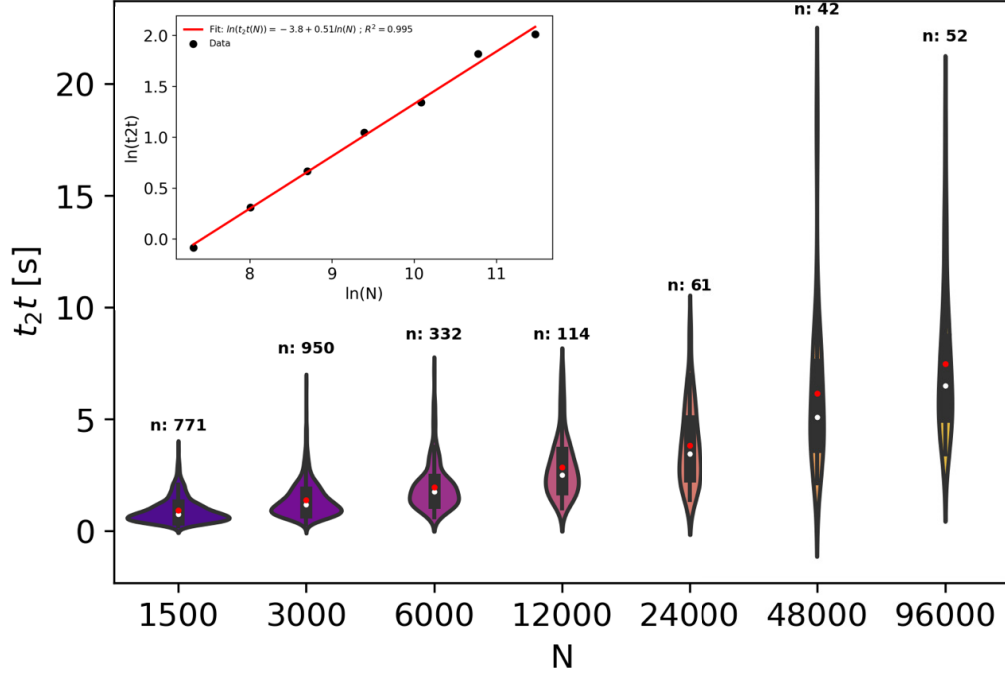 n: 42
Fit: ln(t₂t(N)) = − 3.8 + 0.51ln(N) ; R² = 0.995
Data
n: 52
2.0
1.5
1.0
0.5
0.0
ln(t2t)
8
9
10
11
ln(N)
20
15
10
5
0
t₂t [s]
n: 61
n: 332
n: 114
n: 950
n: 771
1500
3000
6000
12000
24000
48000
96000
N